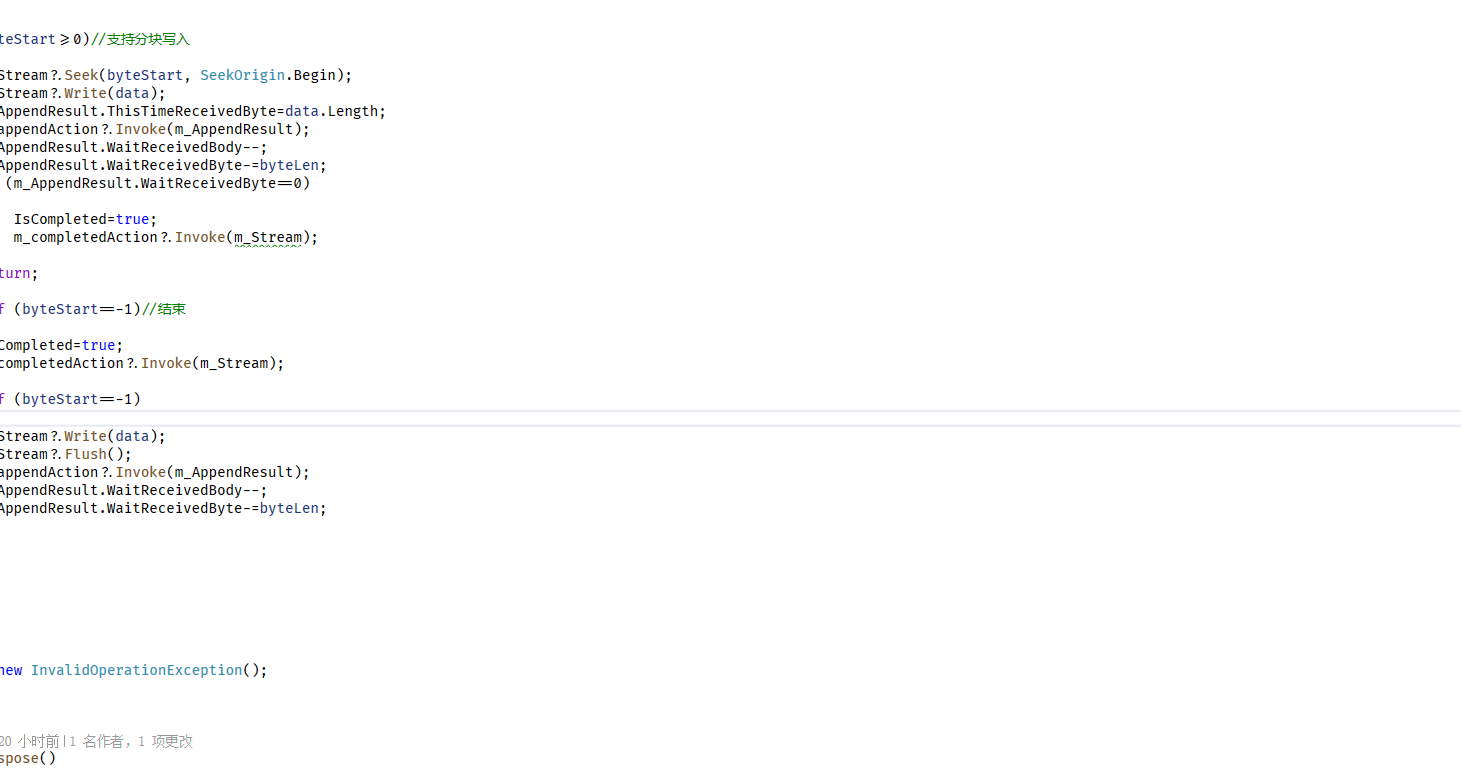 teStart>=0)//支持分块写入
Stream?.Seek(byteStart, SeekOrigin.Begin);
Stream?.Write(data);
AppendResult.ThisTimeReceivedByte=data.Length;
appendAction?.Invoke(m_AppendResult);
AppendResult.WaitReceivedBody--;
AppendResult.WaitReceivedByte-=byteLen;
(m_AppendResult.WaitReceivedByte==0)
IsCompleted=true;
m_completedAction?.Invoke(m_Stream);
turn;
f (byteStart==-1)//结束
Completed=true;
completedAction?.Invoke(m_Stream);
f (byteStart==-1)
Stream?.Write(data);
Stream?.Flush();
appendAction?.Invoke(m_AppendResult);
AppendResult.WaitReceivedBody--;
AppendResult.WaitReceivedByte-=byteLen;
new InvalidOperationException();
20 小时前|1 名作者，1 项更改
spose()